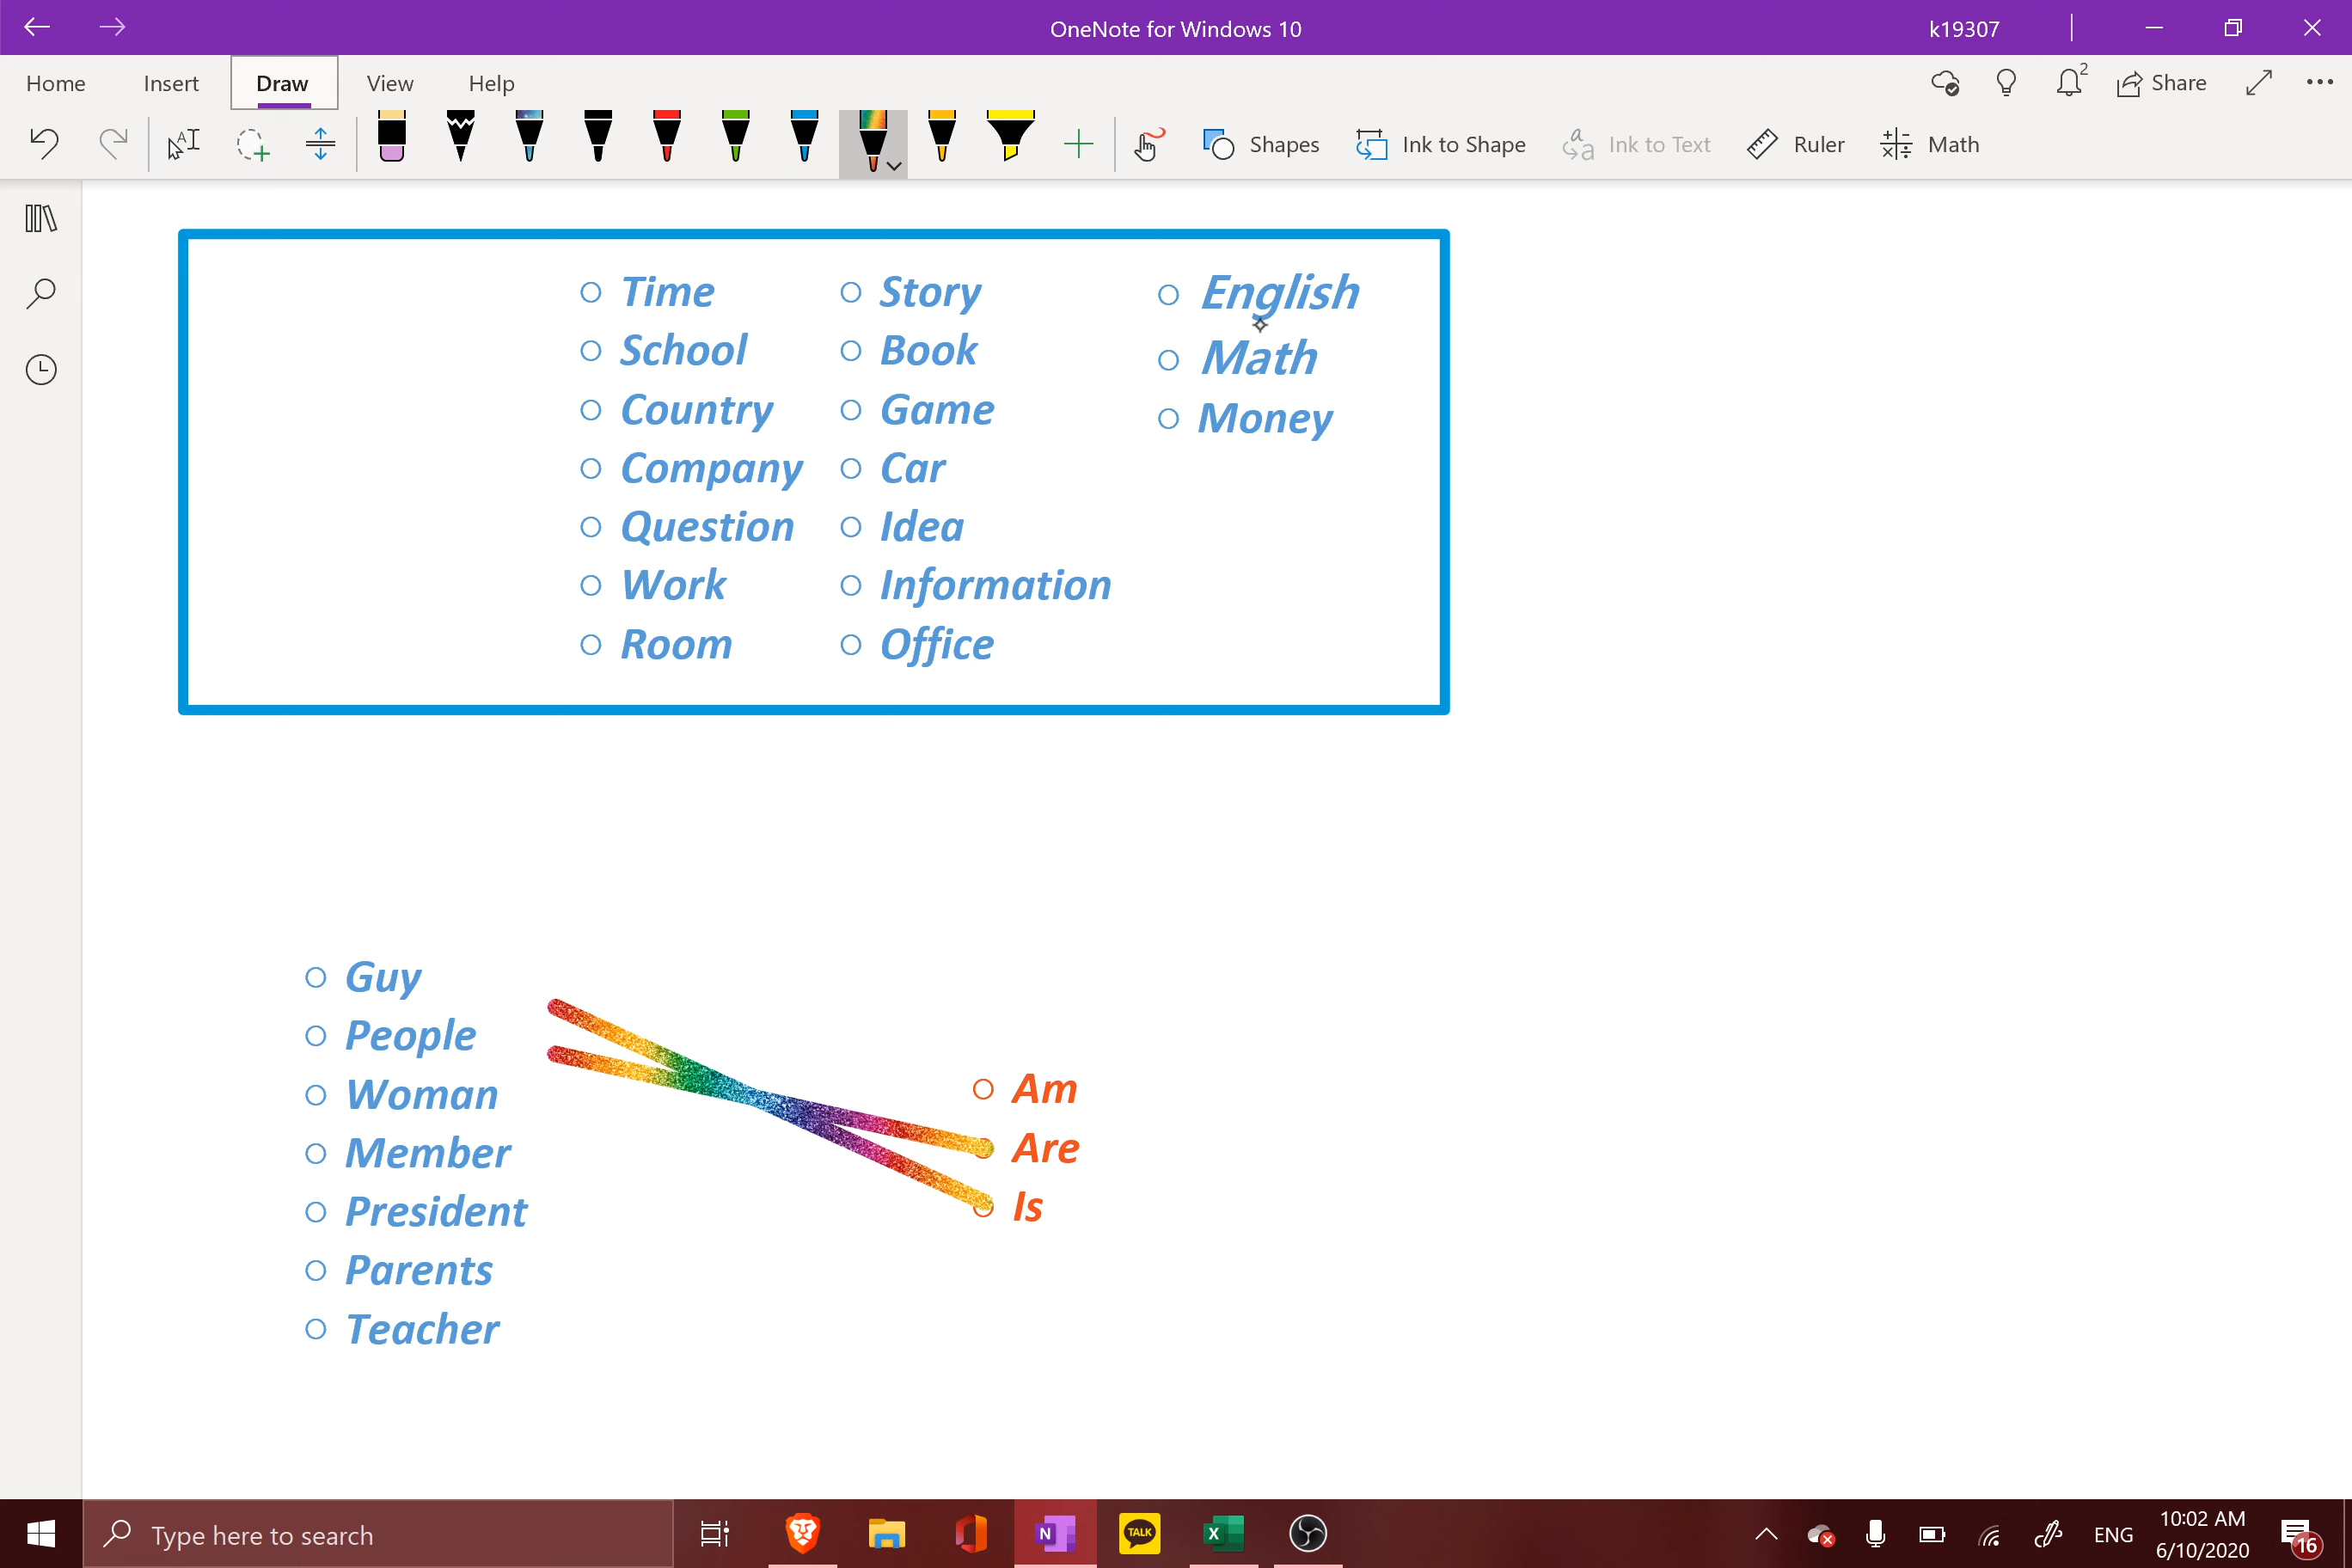 OneNote for Windows 10
k19307
Home Insert Draw View Help
2
Share
Shapes Ink to Shape Ink to Text Ruler Math
Time
School
Country
Company
Question
Work
Room
Story
Book
Game
Car
Idea
Information
Office
English
Math
Money
Guy
People
Woman
Member
President
Parents
Teacher
Am
Are
Is
Type here to search
N
TALK
X
ENG
10:02 AM
6/10/2020
16